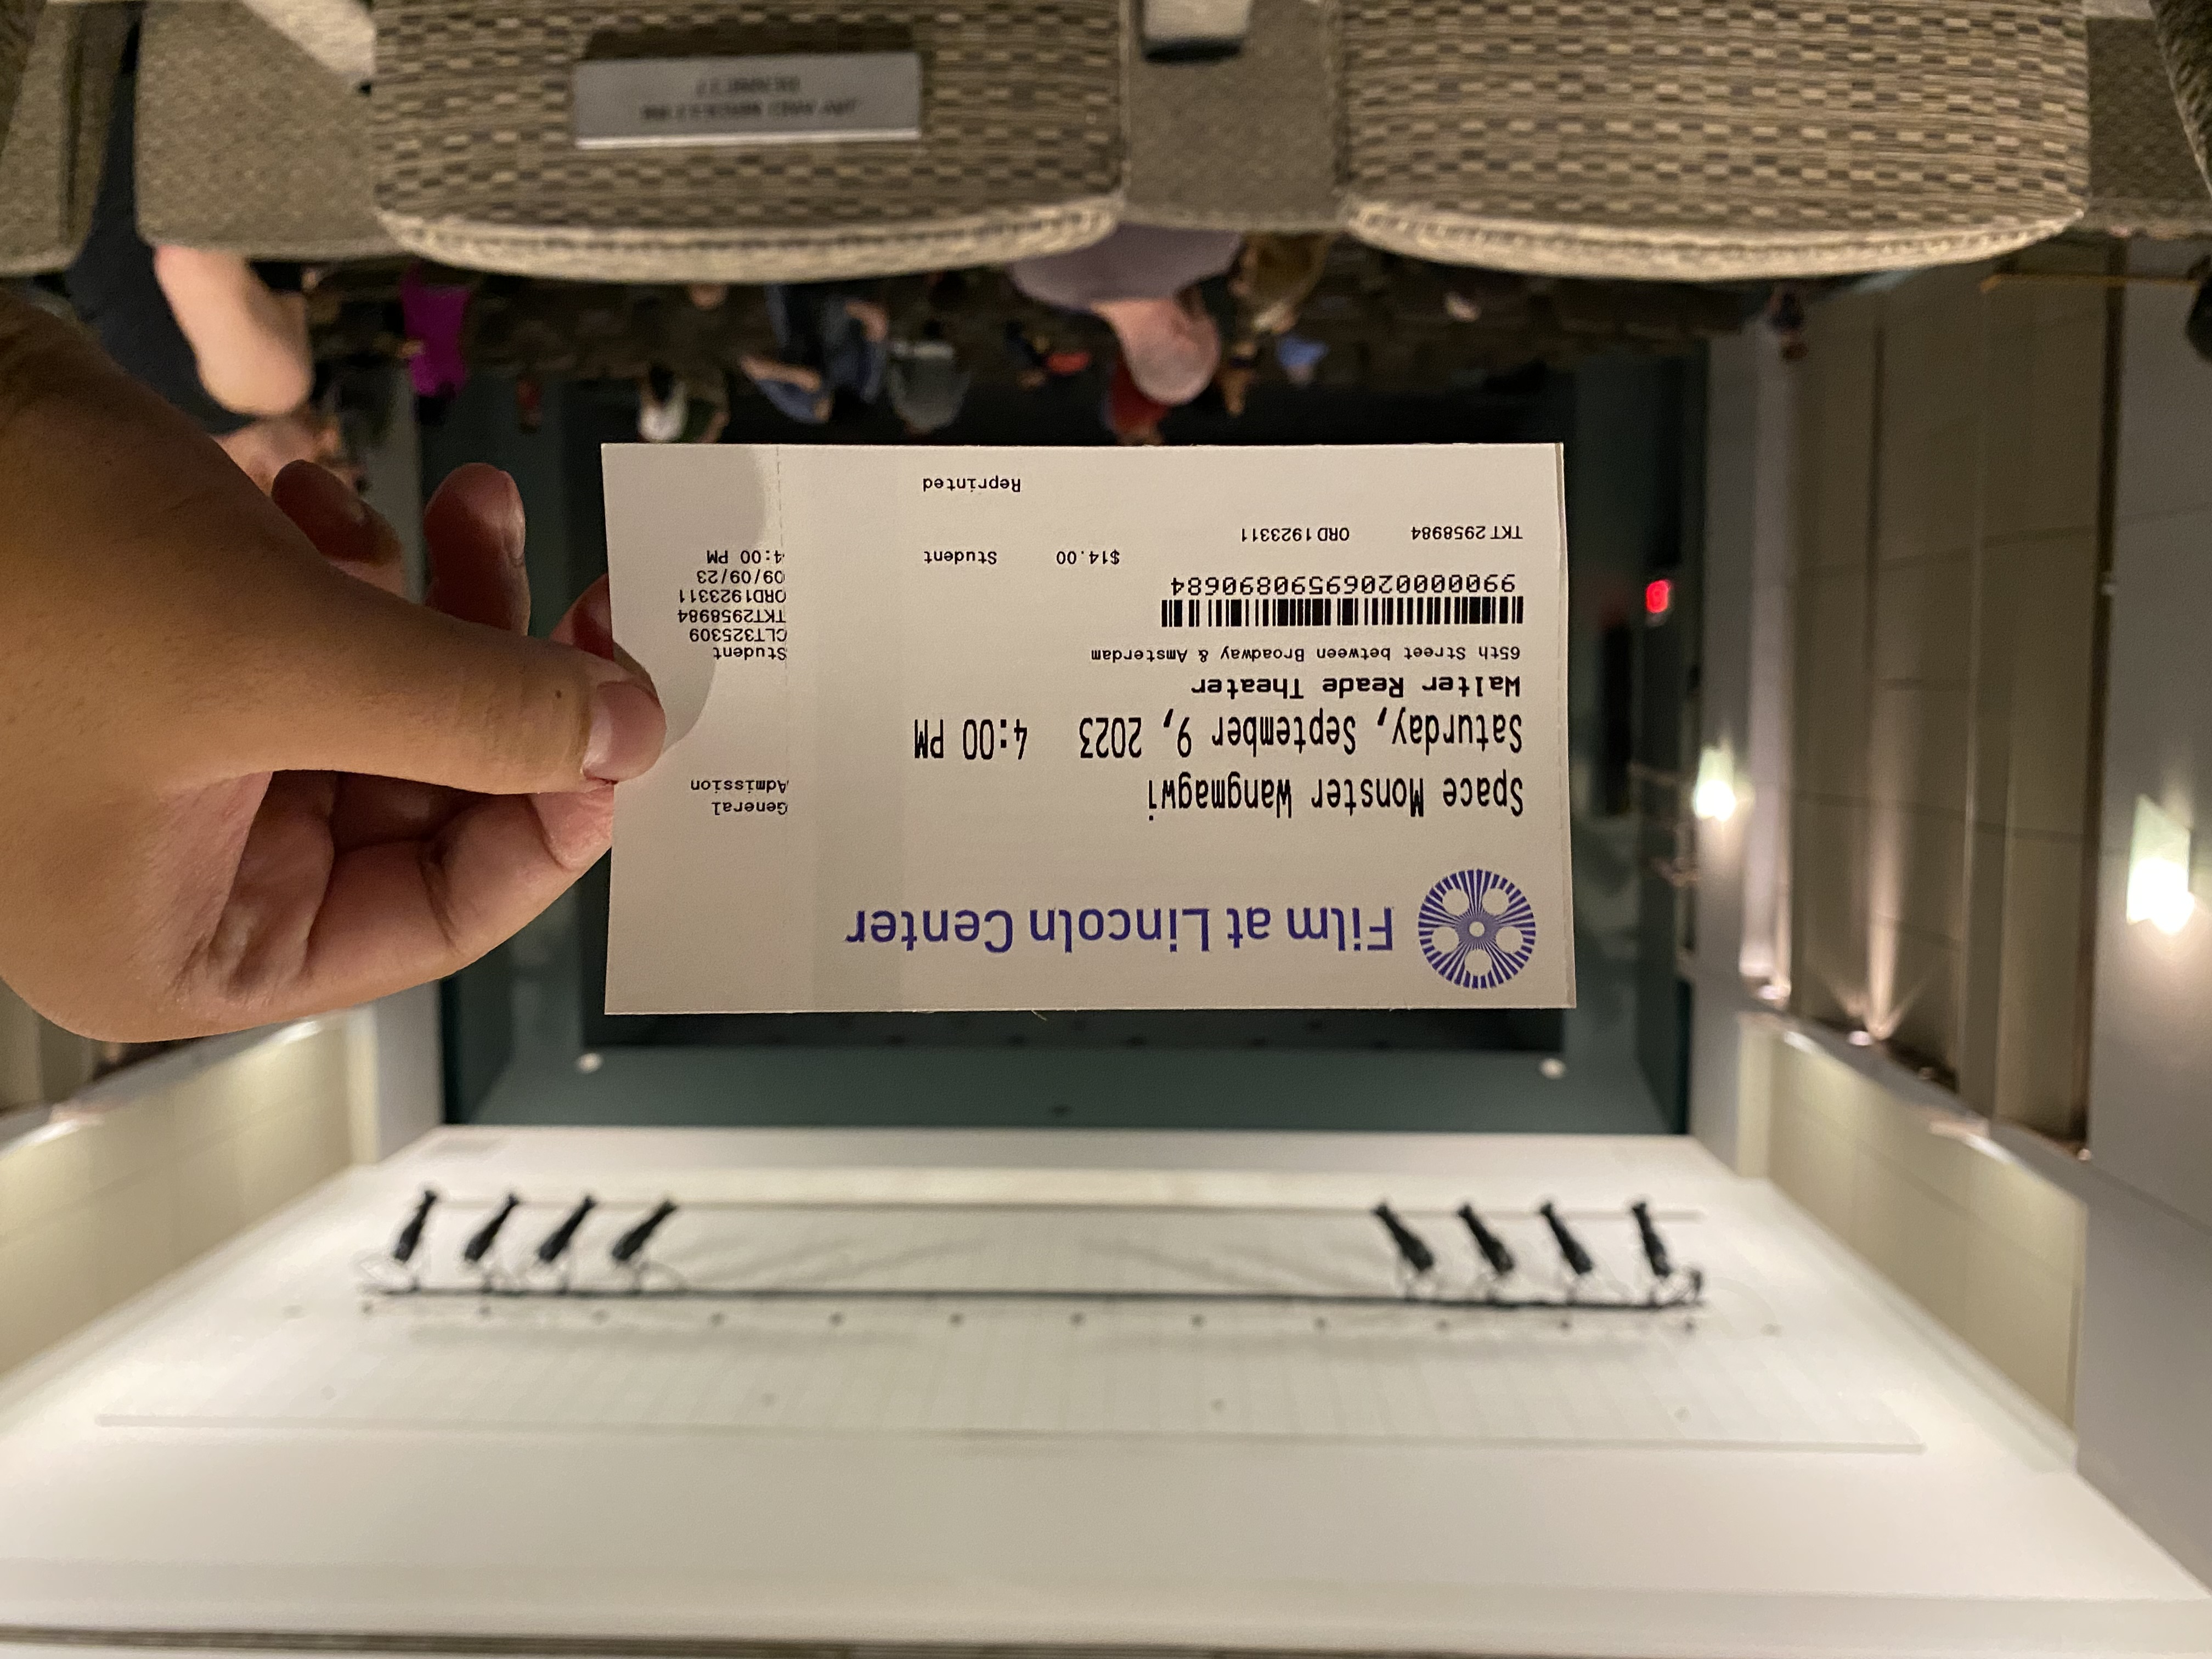 Film at Lincoln Center
Space Monster Wangmagwi
Saturday, September 9, 2023 4:00 PM
Walter Reade Theater
65th Street between Broadway & Amsterdam
99000000206959089068​4
$14.00 Student
TKT 2958984 ORD 1923311
Reprinted
General
Admission
Student
CLT325309
TKT2958984
ORD1923311
09/09/23
4:00 PM